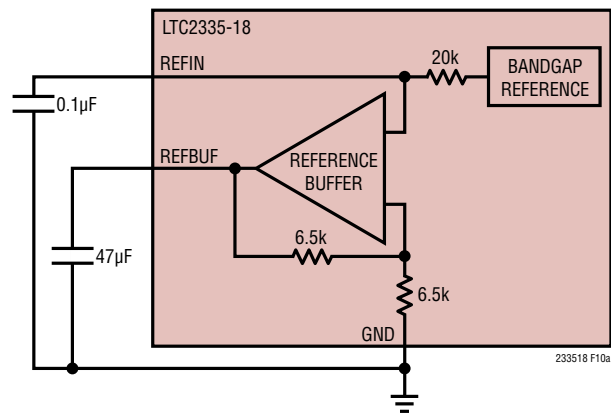 LTC2335-18
REFIN
20k
BANDGAP
REFERENCE
0.1µF
REFBUF
REFERENCE
BUFFER
6.5k
47µF
6.5k
GND
233518 F10a